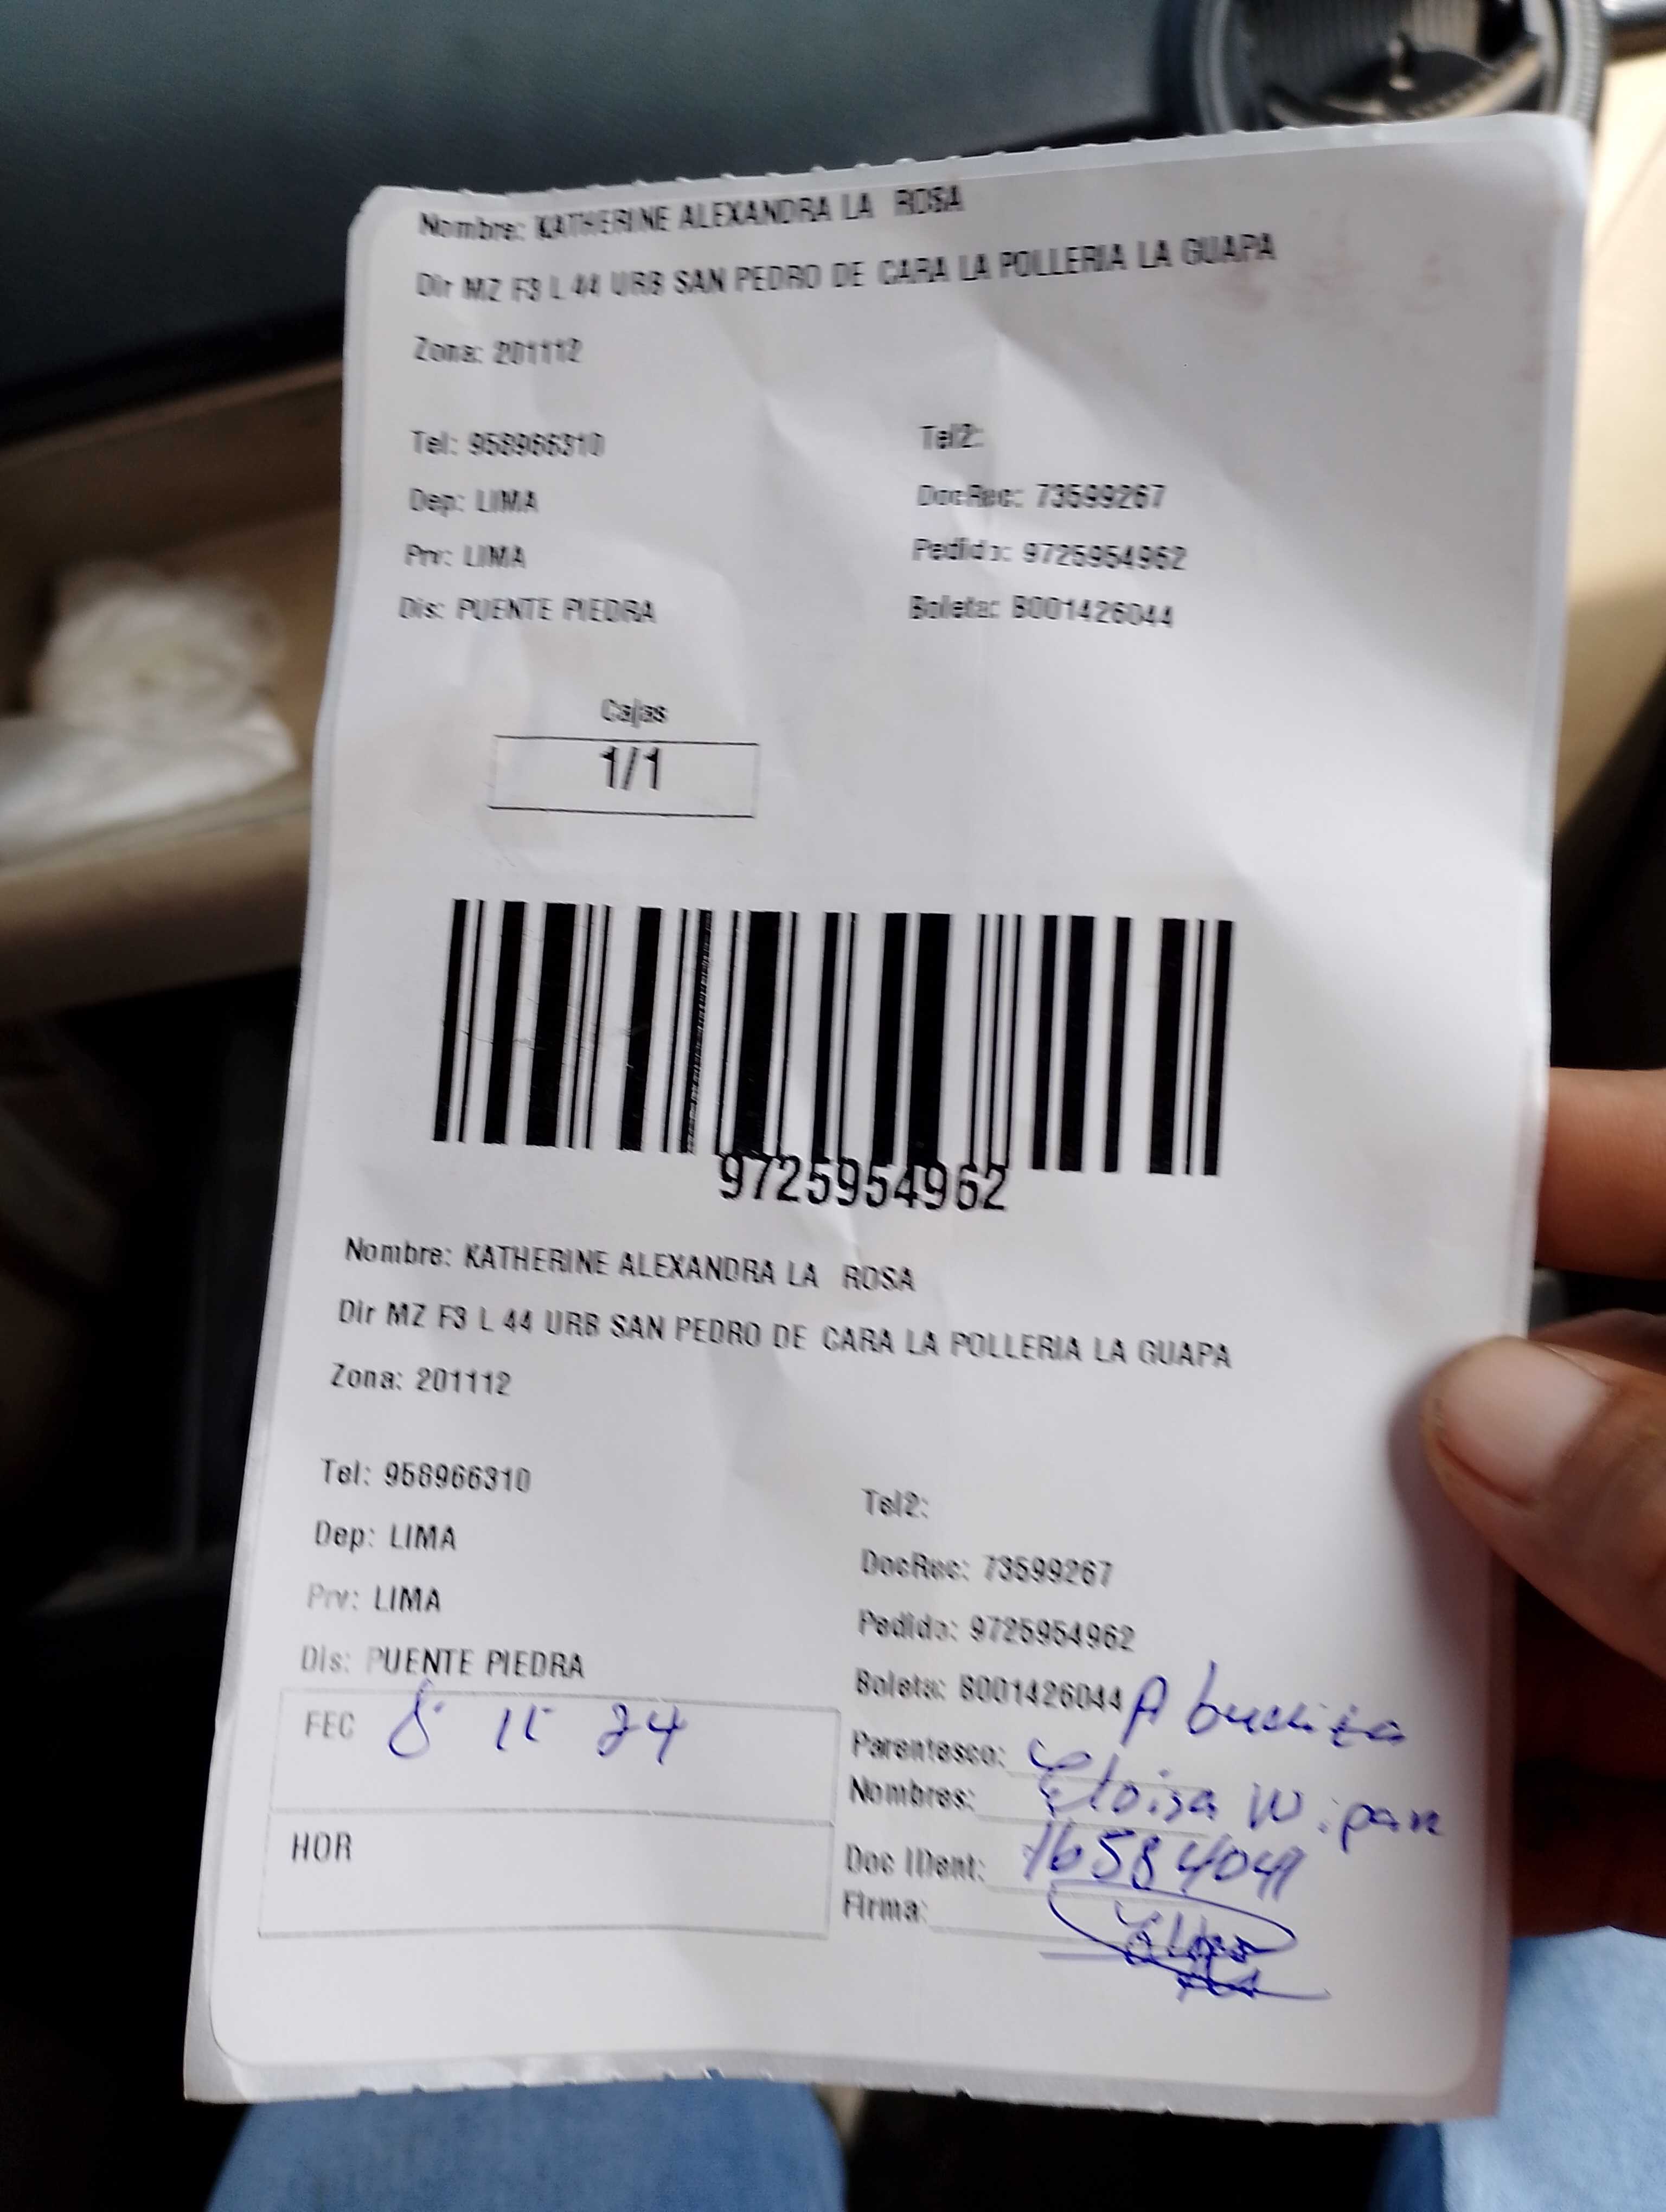 Nombre: KATHERINE ALEXANDRA LA ROSA
Dir MZ F3 L 44 URB SAN PEDRO DE CARA LA POLLERIA LA GUAPA
Zona: 201112
Tel: 958966310 Tel2:
Dep: LIMA DocRec: 73599267
Prv: LIMA Pedido: 9725954962
Dis: PUENTE PIEDRA Boleta: B001426044
Cajas
1/1
9725954962
Nombre: KATHERINE ALEXANDRA LA ROSA
Dir MZ F3 L 44 URB SAN PEDRO DE CARA LA POLLERIA LA GUAPA
Zona: 201112
Tel: 958966310 Tel2:
Dep: LIMA DocRec: 73599267
Prv: LIMA Pedido: 9725954962
Dis: PUENTE PIEDRA Boleta: B001426044
FEC 8 11 24
Parentesco: Abuelita
Nombres: Eloisa
HOR
Doc IDent: 16584041
Firma: